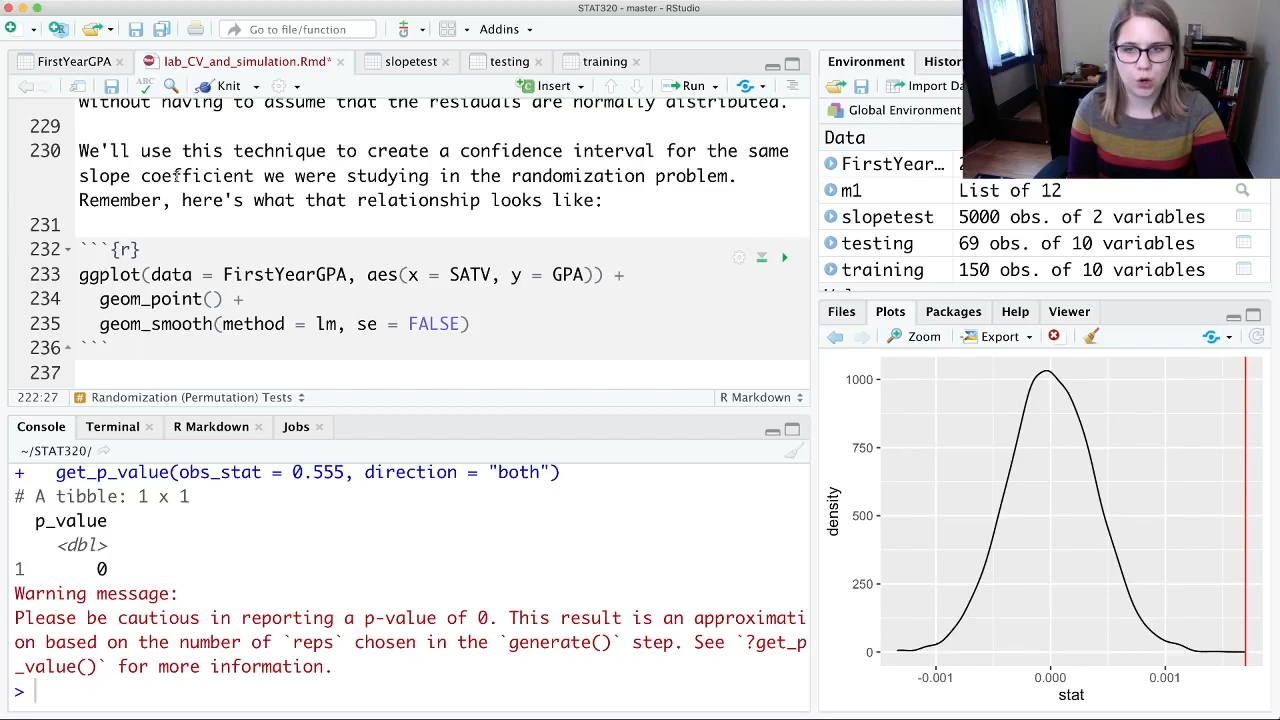 STAT320 - master - RStudio
Go to file/function
Addins
FirstYearGPA
lab_CV_and_simulation.Rmd*
slopetest
testing
training
ABC
Knit
Insert
Run
without having to assume that the residuals are normally distributed.
229
230 We'll use this technique to create a confidence interval for the same
slope coefficient we were studying in the randomization problem.
Remember, here's what that relationship looks like:
231
232 ```{r}
233 ggplot(data = FirstYearGPA, aes(x = SATV, y = GPA)) +
234 geom_point() +
235 geom_smooth(method = lm, se = FALSE)
236 ```
237
222:27 # Randomization (Permutation) Tests
R Markdown
Console Terminal R Markdown Jobs
~/STAT320/
+ get_p_value(obs_stat = 0.555, direction = "both")
# A tibble: 1 x 1
p_value
<dbl>
1 0
Warning message:
Please be cautious in reporting a p-value of 0. This result is an approximati
on based on the number of `reps` chosen in the `generate()` step. See `?get_p
_value()` for more information.
>
Environment Histor
Import Da
Global Environment
Data
FirstYear…
m1 List of 12
slopetest 5000 obs. of 2 variables
testing 69 obs. of 10 variables
training 150 obs. of 10 variables
Files Plots Packages Help Viewer
Zoom Export
1000
750
500
250
0
density
-0.001 0.000 0.001
stat